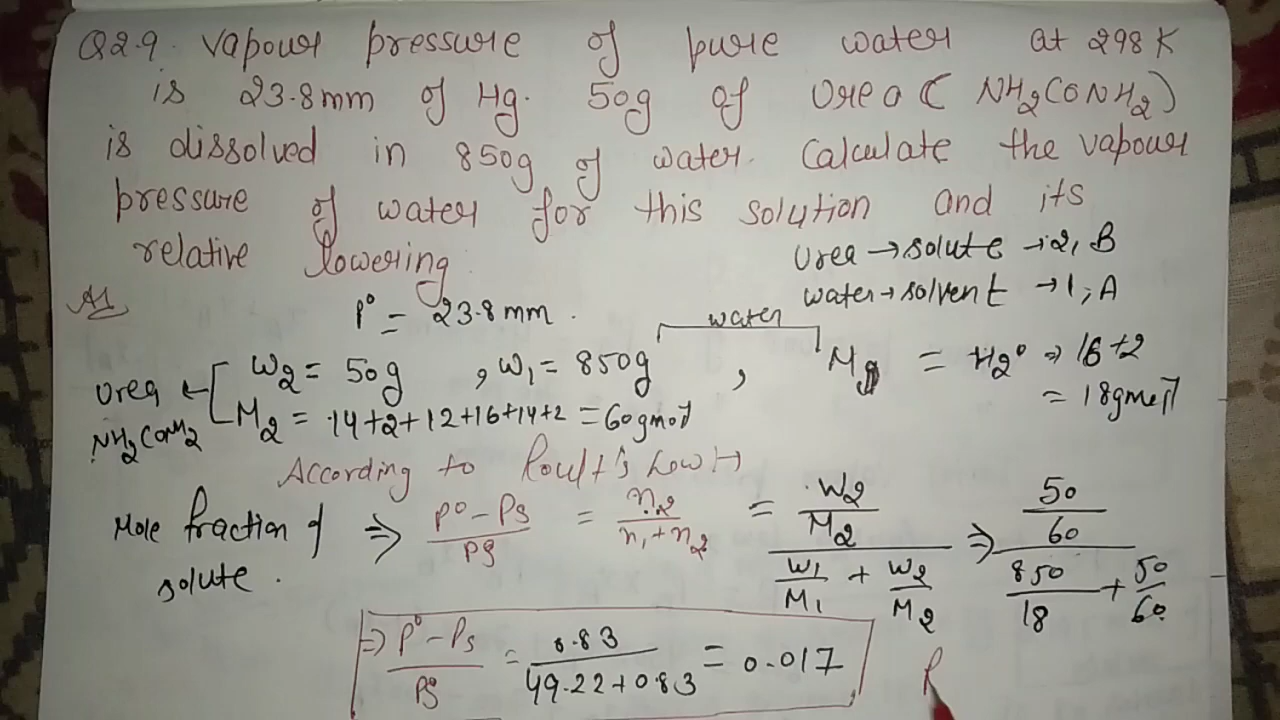 Q2.9. Vapour pressure of pure water at 298 K
is 23.8mm of Hg. 50g of Urea ( NH₂CONH₂)
is dissolved in 850g of water. Calculate the vapour
pressure of water for this solution and its
relative lowering.
Urea → solute → 2, B
water → solvent → 1, A
A1
P° = 23.8 mm.
water
Urea ← W₂ = 50g , W₁ = 850g , M = H₂O ⇒ 16+2
= 18gmol⁻¹
NH₂CONH₂ M₂ = 14+2+12+16+14+2 = 60gmol⁻¹
According to Roult's Low →
Mole fraction of solute. ⇒ P°-Ps / = n₂ / n₁+n₂ = W₂/M₂ / W₁/M₁ + W₂/M₂ ⇒ 50/60 / 850/18 + 50/60
⇒ P°-Ps / = 0.83 / 49.22+0.83 = 0.017